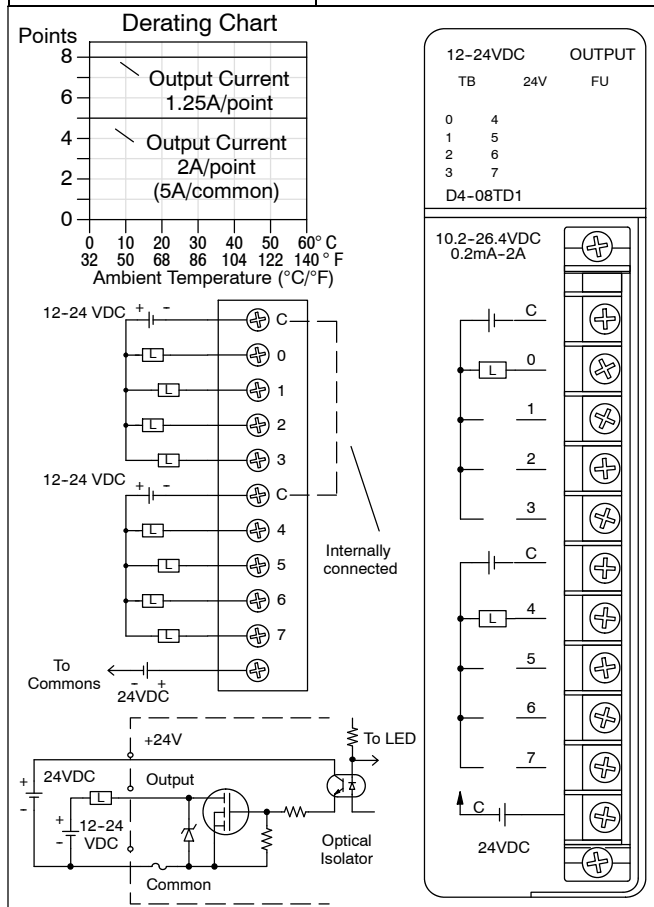 Derating Chart
Points
8
6
4
2
0
Output Current
1.25A/point
Output Current
2A/point
(5A/common)
0 10 20 30 40 50 60°C
32 50 68 86 104 122 140°F
Ambient Temperature (°C/°F)
12-24 VDC + -
C
L 0
L 1
L 2
L 3
12-24 VDC + -
C
L 4
L 5
L 6
L 7
Internally
connected
To
Commons
- +
24VDC
+24V
To LED
+ 24VDC
-
Output
L
+ 12-24
- VDC
Optical
Isolator
Common
12-24VDC OUTPUT
TB 24V FU
0 4
1 5
2 6
3 7
D4-08TD1
10.2-26.4VDC
0.2mA-2A
C
L 0
1
2
3
C
L 4
5
6
7
C
24VDC